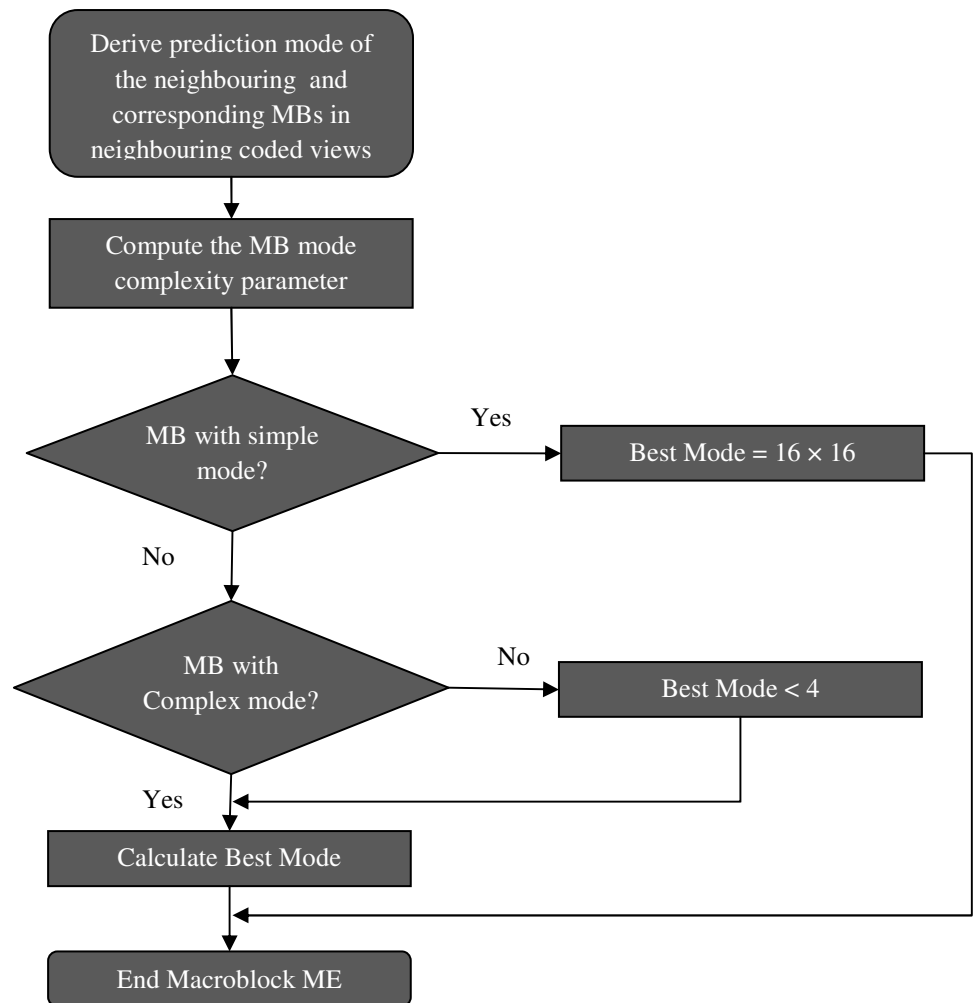 Derive prediction mode of
the neighbouring and
corresponding MBs in
neighbouring coded views
Compute the MB mode
complexity parameter
MB with simple
mode?
Yes
Best Mode = 16 × 16
No
MB with
Complex mode?
No
Best Mode < 4
Yes
Calculate Best Mode
End Macroblock ME